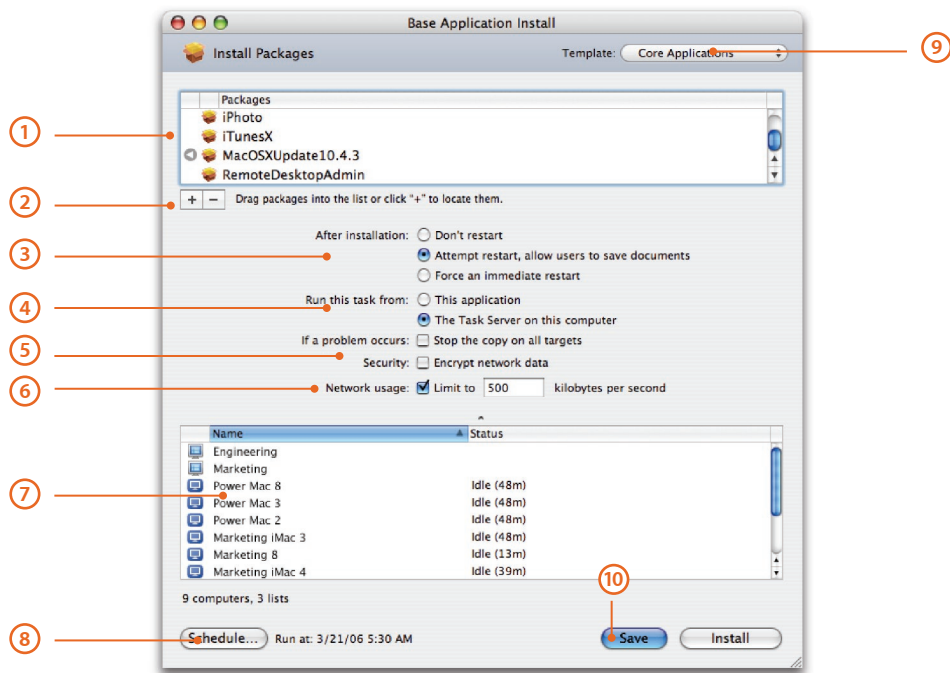 Base Application Install
Install Packages
Template: Core Applications
9
Packages
iPhoto
1
iTunesX
MacOSXUpdate10.4.3
RemoteDesktopAdmin
2
+ − Drag packages into the list or click "+" to locate them.
After installation: Don't restart
3
Attempt restart, allow users to save documents
Force an immediate restart
4
Run this task from: This application
The Task Server on this computer
If a problem occurs: Stop the copy on all targets
5
Security: Encrypt network data
6
Network usage: Limit to 500 kilobytes per second
Name Status
Engineering
Marketing
7
Power Mac 8 Idle (48m)
Power Mac 3 Idle (48m)
Power Mac 2 Idle (48m)
Marketing iMac 3 Idle (48m)
Marketing 8 Idle (13m)
Marketing iMac 4 Idle (39m)
10
9 computers, 3 lists
8
Schedule... Run at: 3/21/06 5:30 AM
Save Install